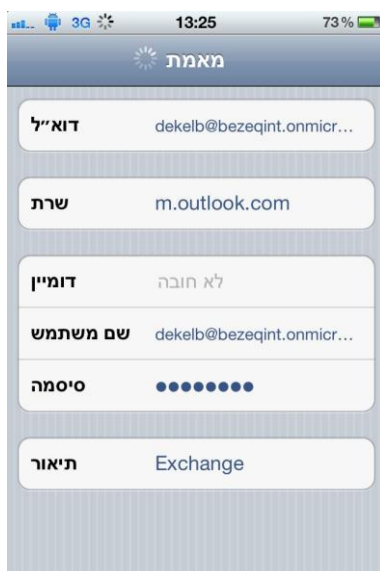 3G 13:25 73%
מאמת
דוא״ל dekelb@bezeqint.onmicr...
שרת m.outlook.com
דומיין לא חובה
שם משתמש dekelb@bezeqint.onmicr...
סיסמה ●●●●●●●●
תיאור Exchange